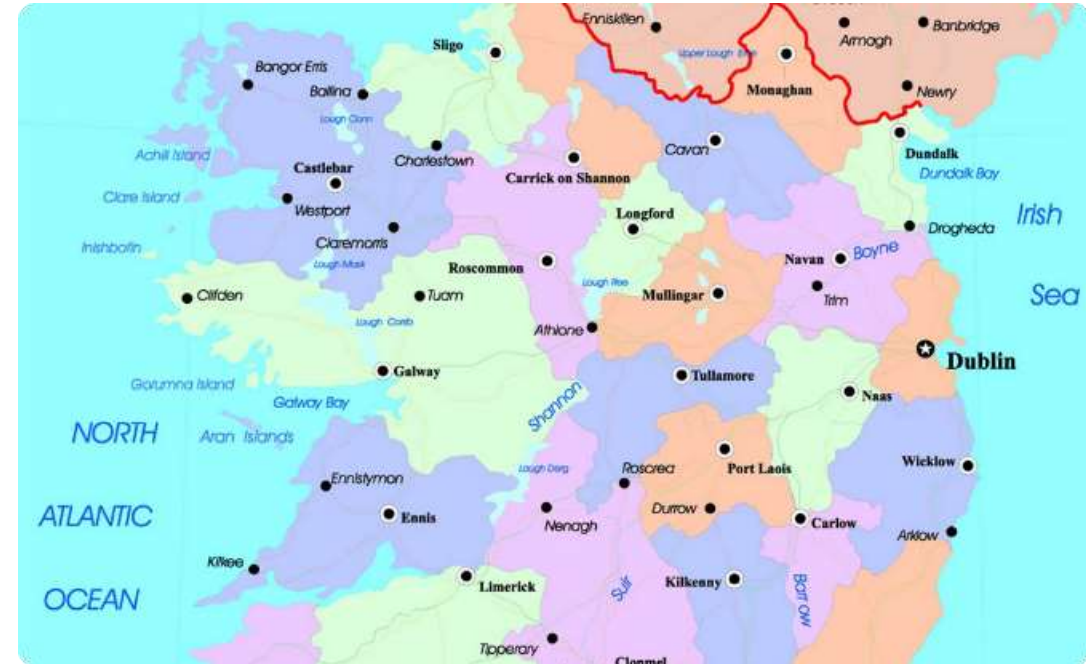 Enniskillen
Banbridge
Armagh
Sligo
Upper Lough Erne
Bangor Erris
Monaghan
Newry
Ballina
Lough Conn
Dundalk
Cavan
Achill Island
Charlestown
Castlebar
Carrick on Shannon
Dundalk Bay
Clare Island
Westport
Longford
Irish
Drogheda
Claremorris
Inishbofin
Boyne
Navan
Lough Mask
Roscommon
Lough Ree
Mullingar
Trim
Sea
Clifden
Tuam
Lough Corrib
Athlone
Dublin
Galway
Tullamore
Gorumna Island
Naas
Galway Bay
Shannon
NORTH
Aran Islands
Wicklow
Lough Derg
Roscrea
Port Laois
Ennistymon
Durrow
ATLANTIC
Ennis
Nenagh
Carlow
Arklow
Kilkee
Limerick
Kilkenny
Suir
Barrow
OCEAN
Tipperary
Clonmel